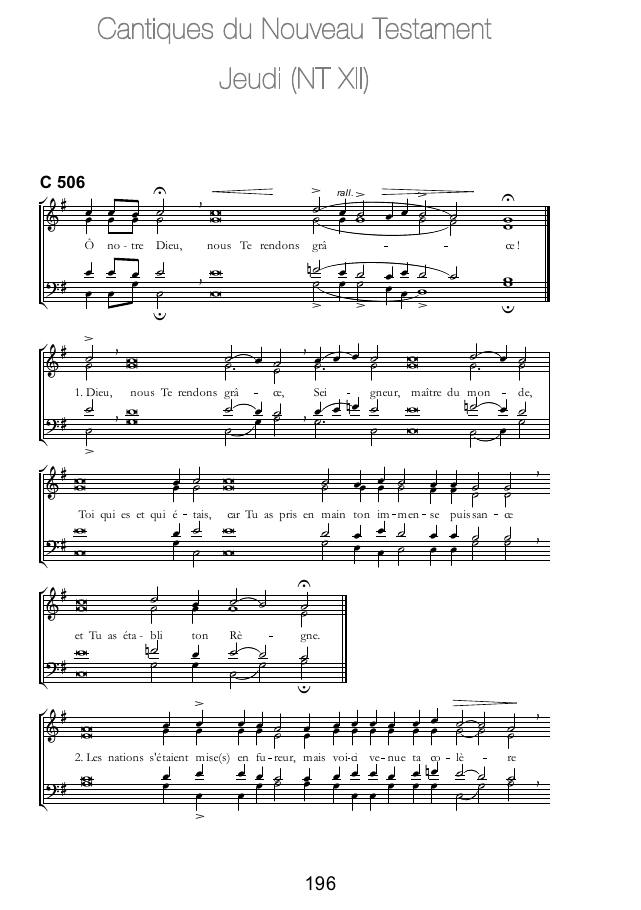 Cantiques du Nouveau Testament
Jeudi (NT XII)
C 506
rall.
Ô no - tre Dieu, nous Te rendons grâ - - ce !
1. Dieu, nous Te rendons grâ - ce, Sei - gneur, maître du mon - de,
Toi qui es et qui é - tais, car Tu as pris en main ton im - men - se puis san - ce
et Tu as éta - bli ton Rè - gne.
2. Les nations s'étaient mise(s) en fu - reur, mais voi - ci ve - nue ta co - lè - re
196